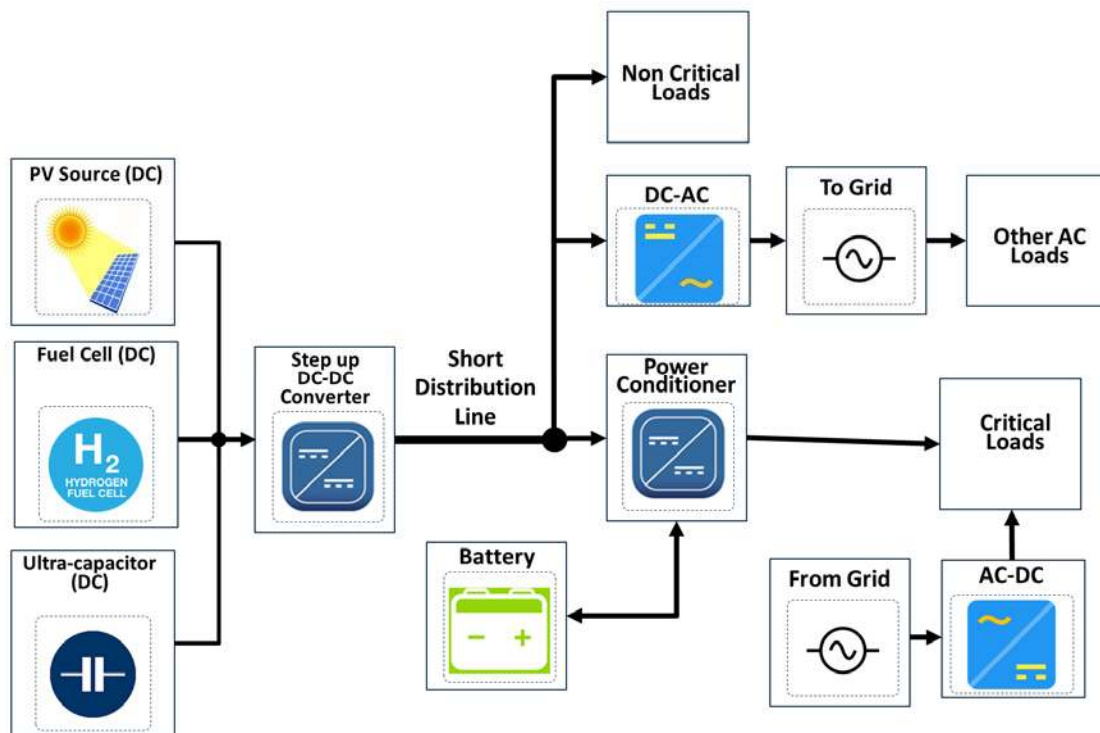 PV Source (DC)
Fuel Cell (DC)
H2
HYDROGEN
FUEL CELL
Ultra-capacitor
(DC)
Step up
DC-DC
Converter
Short
Distribution
Line
Non Critical
Loads
DC-AC
To Grid
Other AC
Loads
Power
Conditioner
Critical
Loads
Battery
From Grid
AC-DC